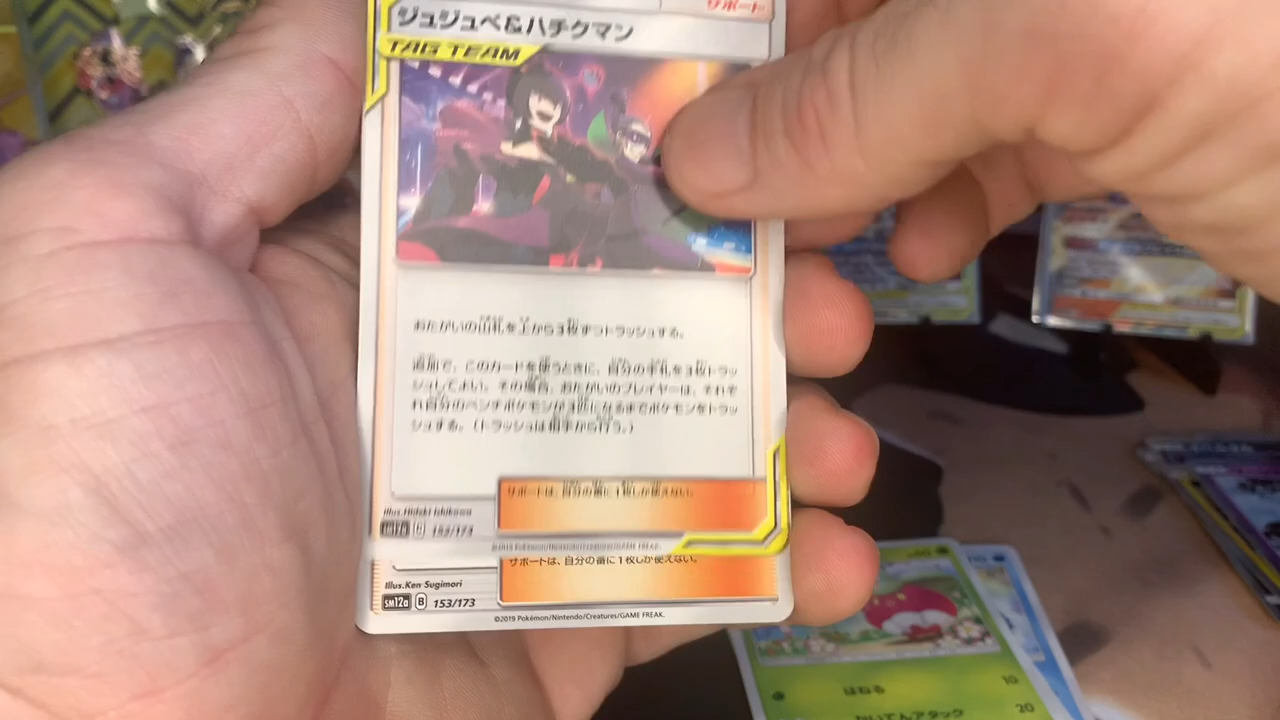 サポート
ジュジュベ&ハチクマン
TAG TEAM
おたがいの山札を上から3枚ずつトラッシュする。
追加で、このカードを使うときに、自分の手札を3枚トラッ
シュしてよい。その場合、おたがいのプレイヤーは、それぞ
れ自分のベンチポケモンが3匹になるまでポケモンをトラッ
シュする。(トラッシュは相手から行う。)
サポートは、自分の番に1枚しか使えない。
Illus.Hideki Ishikawa
152/173
サポートは、自分の番に1枚しか使えない。
Illus.Ken Sugimori
SM12a B 153/173
©2019 Pokémon/Nintendo/Creatures/GAME FREAK.
はねる 10
かいてんアタック 20